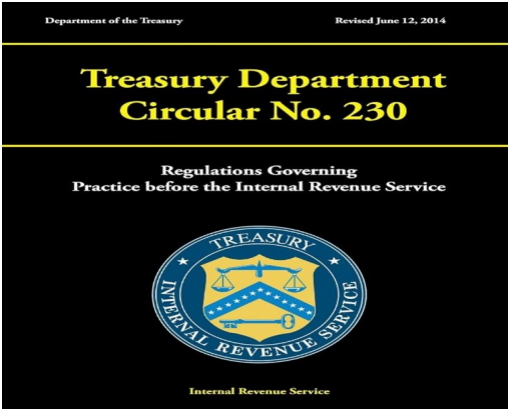 Department of the Treasury
Revised June 12, 2014
Treasury Department
Circular No. 230
Regulations Governing
Practice before the Internal Revenue Service
TREASURY
INTERNAL REVENUE SERVICE
Internal Revenue Service